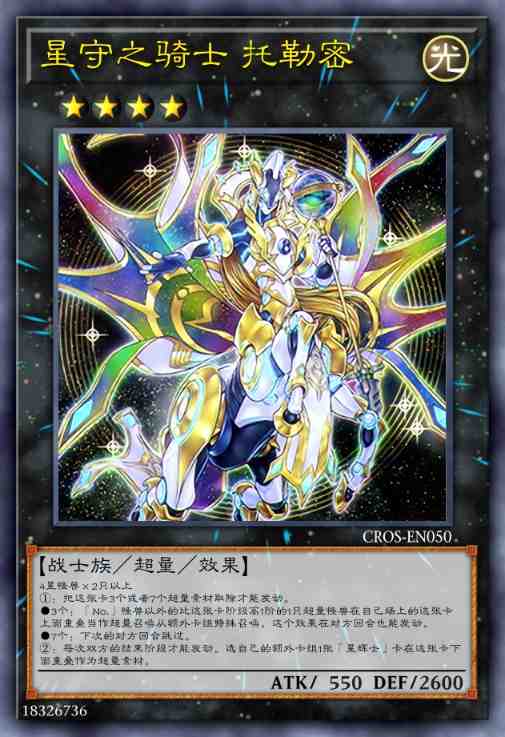 星守之骑士 托勒密
光
CROS-EN050
【战士族／超量／效果】
4星怪兽×2只以上
①：把这张卡3个或者7个超量素材取除才能发动。
●3个：「No.」怪兽以外的比这张卡阶级高1阶的1只超量怪兽在自己场上的这张卡
上面重叠当作超量召唤从额外卡组特殊召唤。这个效果在对方回合也能发动。
●7个：下次的对方回合跳过。
②：每次双方的结束阶段才能发动。选自己的额外卡组1张「星辉士」卡在这张卡下
面重叠作为超量素材。
ATK/ 550 DEF/2600
18326736